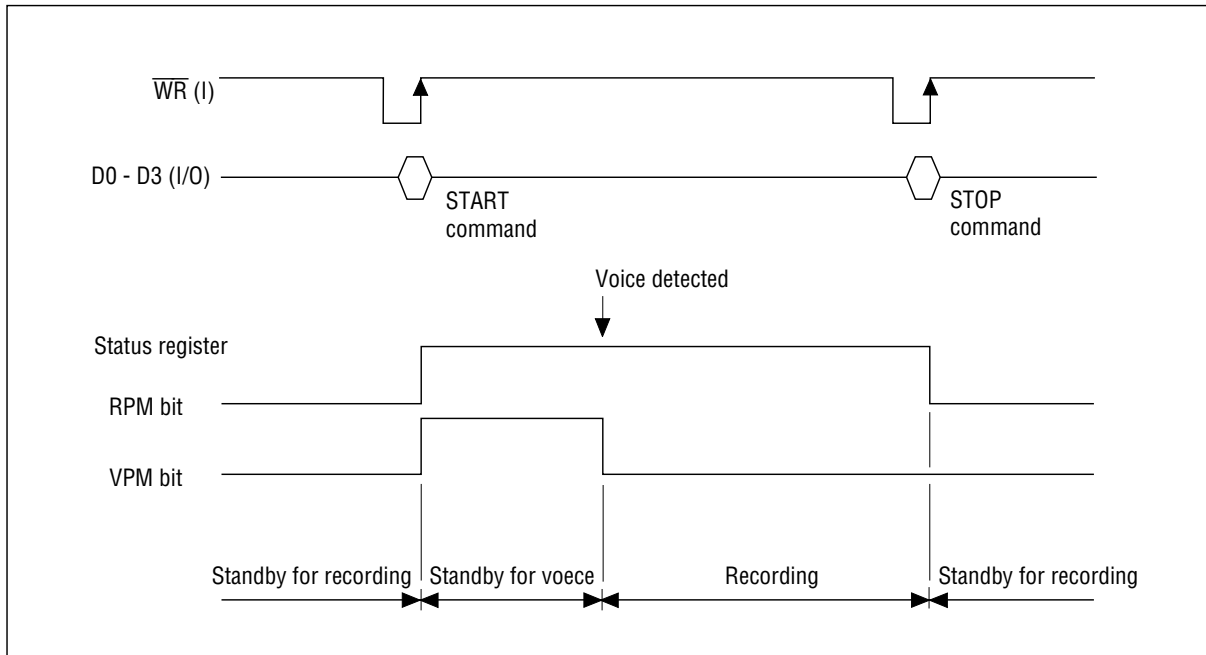 WR (I)
D0 - D3 (I/O)
START
command
STOP
command
Voice detected
Status register
RPM bit
VPM bit
Standby for recording
Standby for voece
Recording
Standby for recording